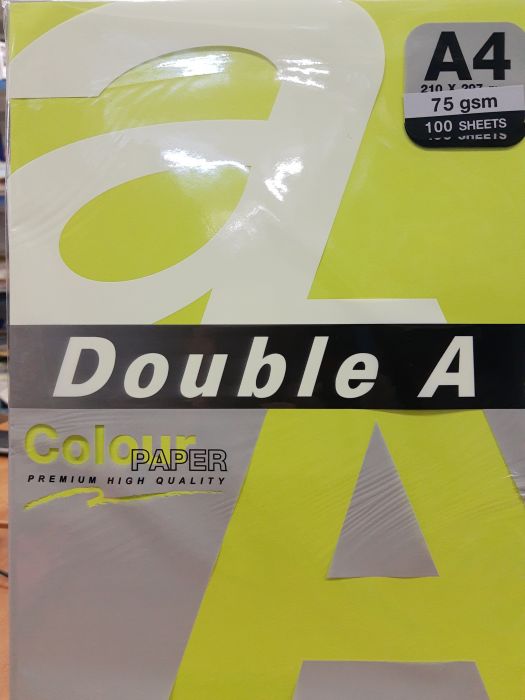 A4
75 gsm
100 SHEETS
Double A
Colour
PAPER
PREMIUM HIGH QUALITY